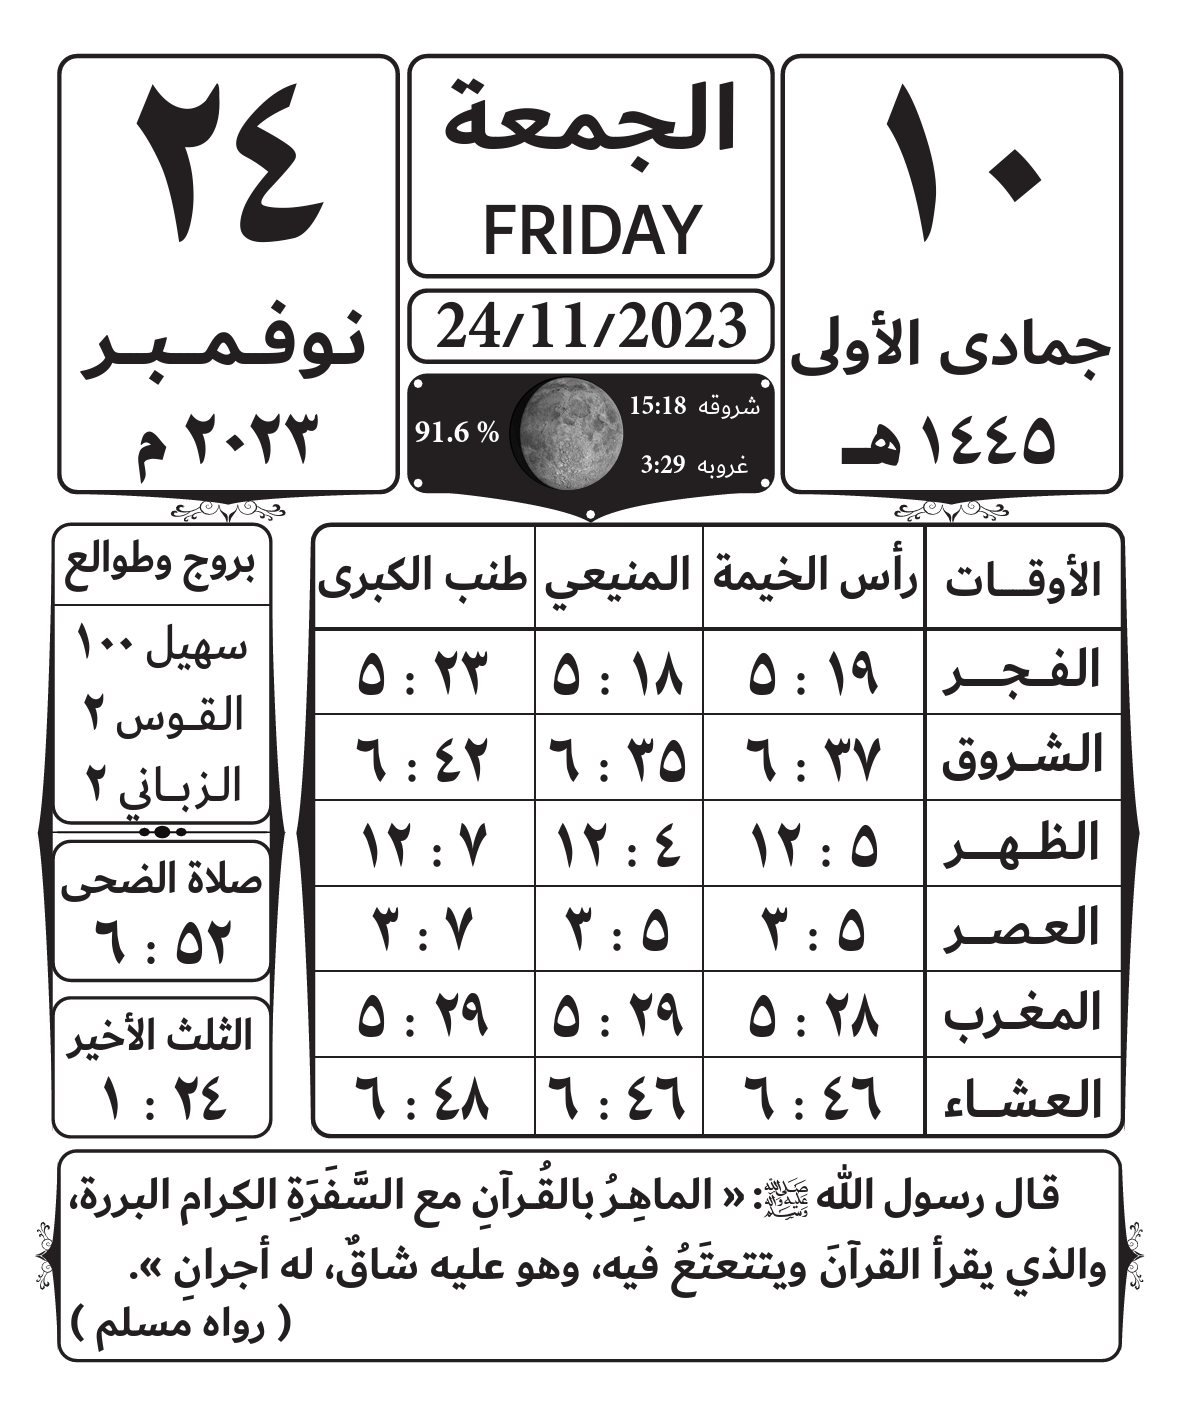 ١٠
جمادى الأولى
١٤٤٥ هـ
الجمعة
FRIDAY
24/11/2023
شروقه 15:18
غروبه 3:29
91.6 %
٢٤
نوفمبر
٢٠٢٣ م
الأوقات رأس الخيمة المنيعي طنب الكبرى
الفجر ١٩ : ٥ ١٨ : ٥ ٢٣ : ٥
الشروق ٣٧ : ٦ ٣٥ : ٦ ٤٢ : ٦
الظهر ٥ : ١٢ ٤ : ١٢ ٧ : ١٢
العصر ٥ : ٣ ٥ : ٣ ٧ : ٣
المغرب ٢٨ : ٥ ٢٩ : ٥ ٢٩ : ٥
العشاء ٤٦ : ٦ ٤٦ : ٦ ٤٨ : ٦
بروج وطوالع
سهيل ١٠٠
القوس ٢
الزباني ٢
صلاة الضحى
٥٢ : ٦
الثلث الأخير
٢٤ : ١
قال رسول الله ﷺ: « الماهِرُ بالقُرآنِ مع السَّفَرَةِ الكِرام البررة،
والذي يقرأ القرآنَ ويتتعتَعُ فيه، وهو عليه شاقٌ، له أجرانِ ».
( رواه مسلم )